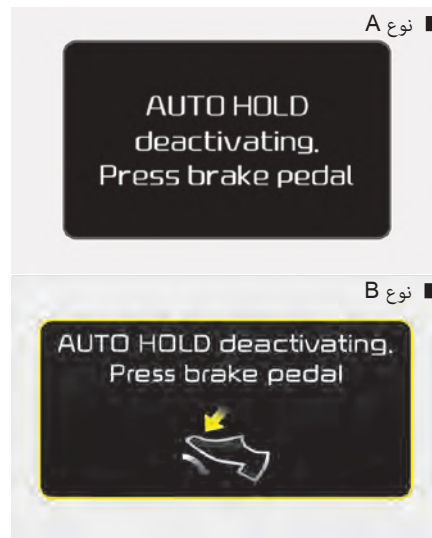 ■ نوع A
AUTO HOLD
deactivating.
Press brake pedal
■ نوع B
AUTO HOLD deactivating.
Press brake pedal